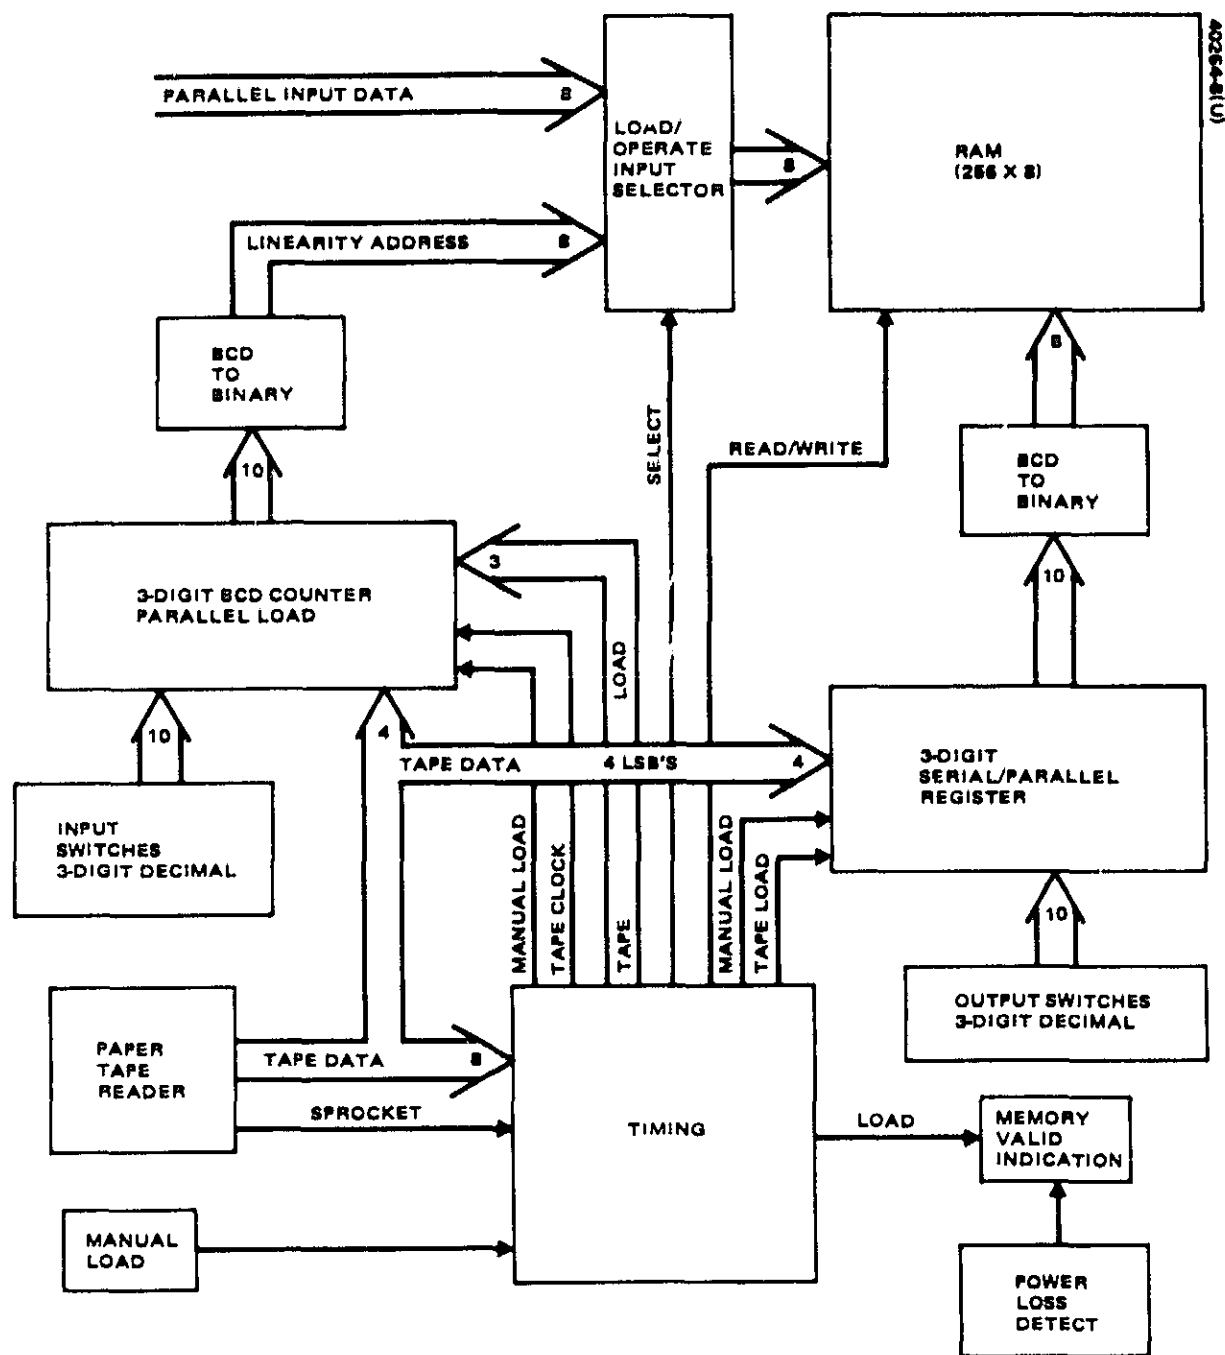 40264-8(U)
PARALLEL INPUT DATA
8
LOAD/
OPERATE
INPUT
SELECTOR
8
RAM
(256 X 8)
LINEARITY ADDRESS
8
BCD
TO
BINARY
8
SELECT
READ/WRITE
BCD
TO
BINARY
10
3
10
3-DIGIT BCD COUNTER
PARALLEL LOAD
LOAD
10
4
TAPE DATA
4 LSB'S
4
3-DIGIT
SERIAL/PARALLEL
REGISTER
INPUT
SWITCHES
3-DIGIT DECIMAL
MANUAL LOAD
TAPE CLOCK
TAPE
MANUAL LOAD
TAPE LOAD
10
OUTPUT SWITCHES
3-DIGIT DECIMAL
PAPER
TAPE
READER
TAPE DATA
8
SPROCKET
TIMING
LOAD
MEMORY
VALID
INDICATION
MANUAL
LOAD
POWER
LOSS
DETECT